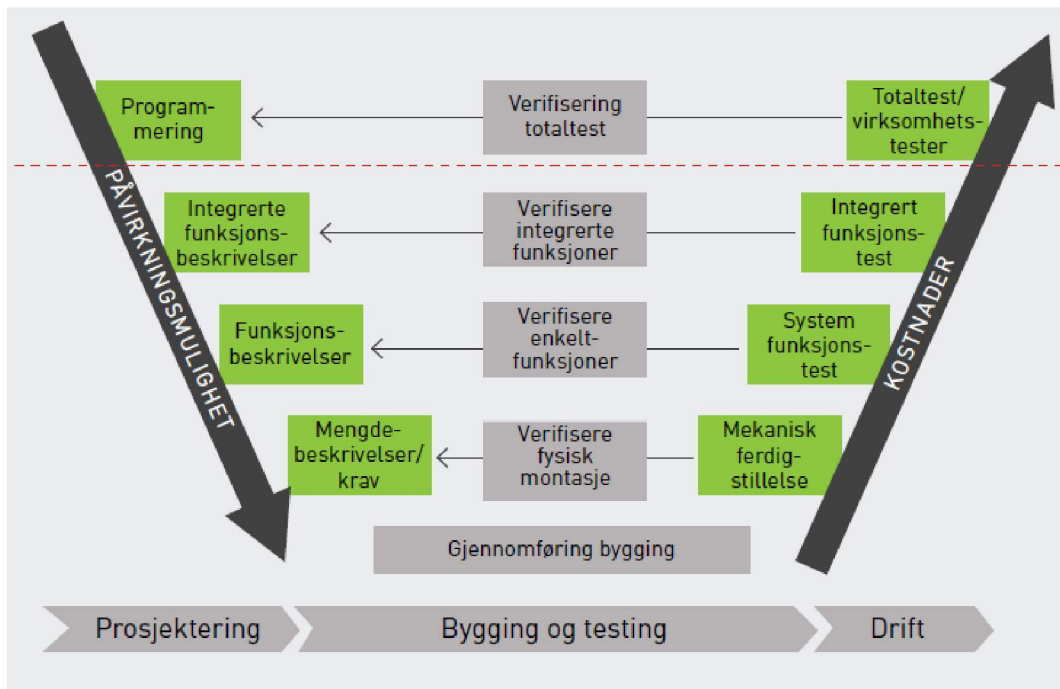 Program-
mering
Verifisering
totaltest
Totaltest/
virksomhets-
tester
PÅVIRKNINGSMULIGHET
Integrerte
funksjons-
beskrivelser
Verifisere
integrerte
funksjoner
Integrert
funksjons-
test
KOSTNADER
Funksjons-
beskrivelser
Verifisere
enkelt-
funksjoner
System
funksjons-
test
Mengde-
beskrivelser/
krav
Verifisere
fysisk
montasje
Mekanisk
ferdig-
stillelse
Gjennomføring bygging
Prosjektering
Bygging og testing
Drift